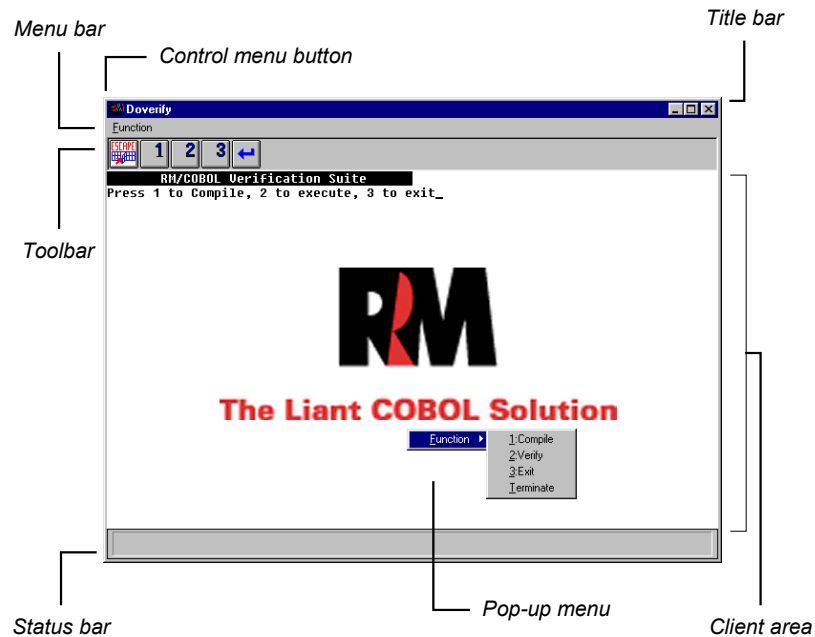 Title bar
Menu bar
Control menu button
Doverify
Function
ESCAPE
1 2 3
RM/COBOL Verification Suite
Press 1 to Compile, 2 to execute, 3 to exit_
Toolbar
RM
The Liant COBOL Solution
Function
1:Compile
2:Verify
3:Exit
Terminate
Pop-up menu
Status bar
Client area